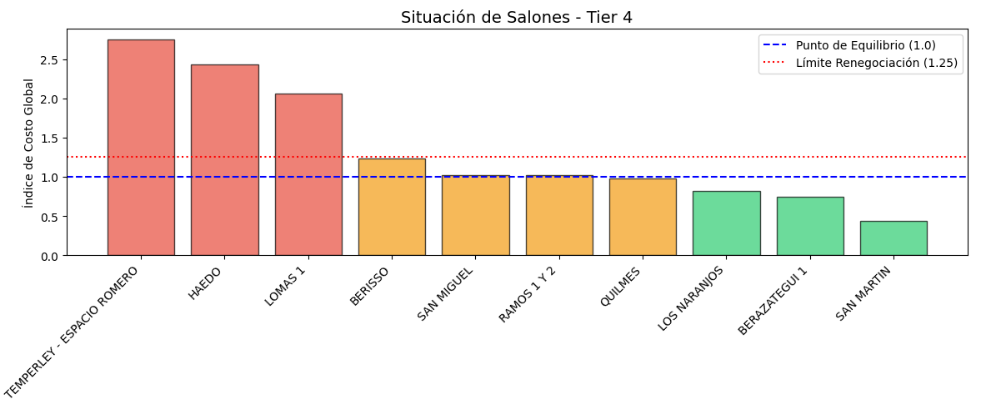 Situación de Salones - Tier 4
Punto de Equilibrio (1.0)
Límite Renegociación (1.25)
Índice de Costo Global
2.5
2.0
1.5
1.0
0.5
0.0
TEMPERLEY - ESPACIO ROMERO
HAEDO
LOMAS 1
BERISSO
SAN MIGUEL
RAMOS 1 Y 2
QUILMES
LOS NARANJOS
BERAZATEGUI 1
SAN MARTIN